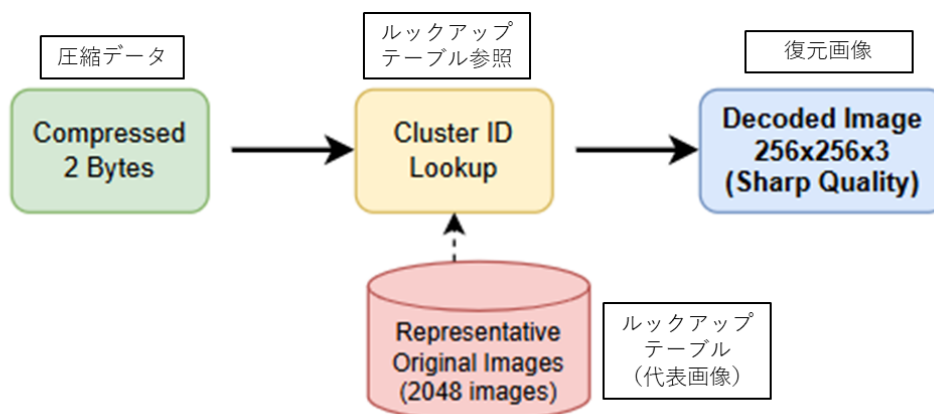 圧縮データ
ルックアップ
テーブル参照
復元画像
Compressed
2 Bytes
Cluster ID
Lookup
Decoded Image
256x256x3
(Sharp Quality)
Representative
Original Images
(2048 images)
ルックアップ
テーブル
（代表画像）